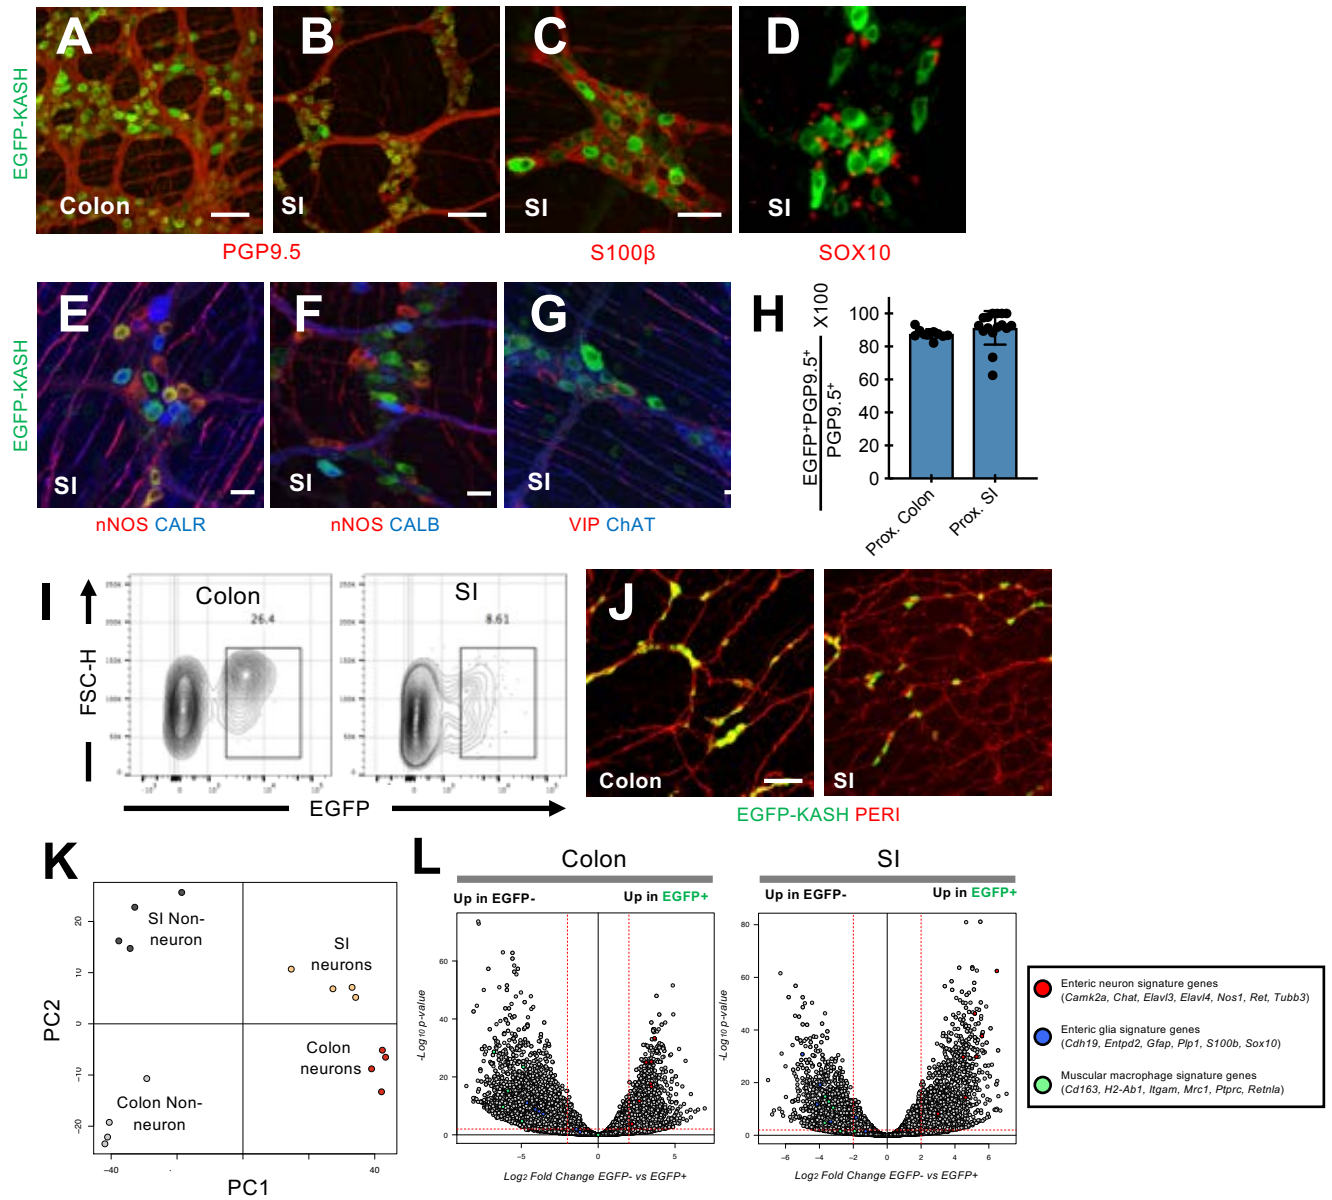 A
B
C
D
EGFP-KASH
Colon
SI
SI
SI
PGP9.5
S100β
SOX10
E
F
G
H
EGFP-KASH
SI
SI
SI
nNOS CALR
nNOS CALB
VIP ChAT
EGFP+PGP9.5+
PGP9.5+
X100
100
80
60
40
20
0
Prox. Colon
Prox. SI
I
Colon
SI
26.4
8.61
FSC-H
EGFP
J
Colon
SI
EGFP-KASH PERI
K
SI Non-
neuron
SI
neurons
Colon
neurons
Colon Non-
neuron
20
10
0
-10
-20
-40
40
PC2
PC1
L
Colon
SI
Up in EGFP-
Up in EGFP+
Up in EGFP-
Up in EGFP+
60
40
20
0
-5
0
5
80
60
40
20
0
-6
-4
-2
0
2
4
6
-Log10 p-value
-Log10 p-value
Log2 Fold Change EGFP- vs EGFP+
Log2 Fold Change EGFP- vs EGFP+
Enteric neuron signature genes
(Camk2a, Chat, Elavl3, Elavl4, Nos1, Ret, Tubb3)
Enteric glia signature genes
(Cdh19, Entpd2, Gfap, Plp1, S100b, Sox10)
Muscular macrophage signature genes
(Cd163, H2-Ab1, Itgam, Mrc1, Ptprc, Retnla)